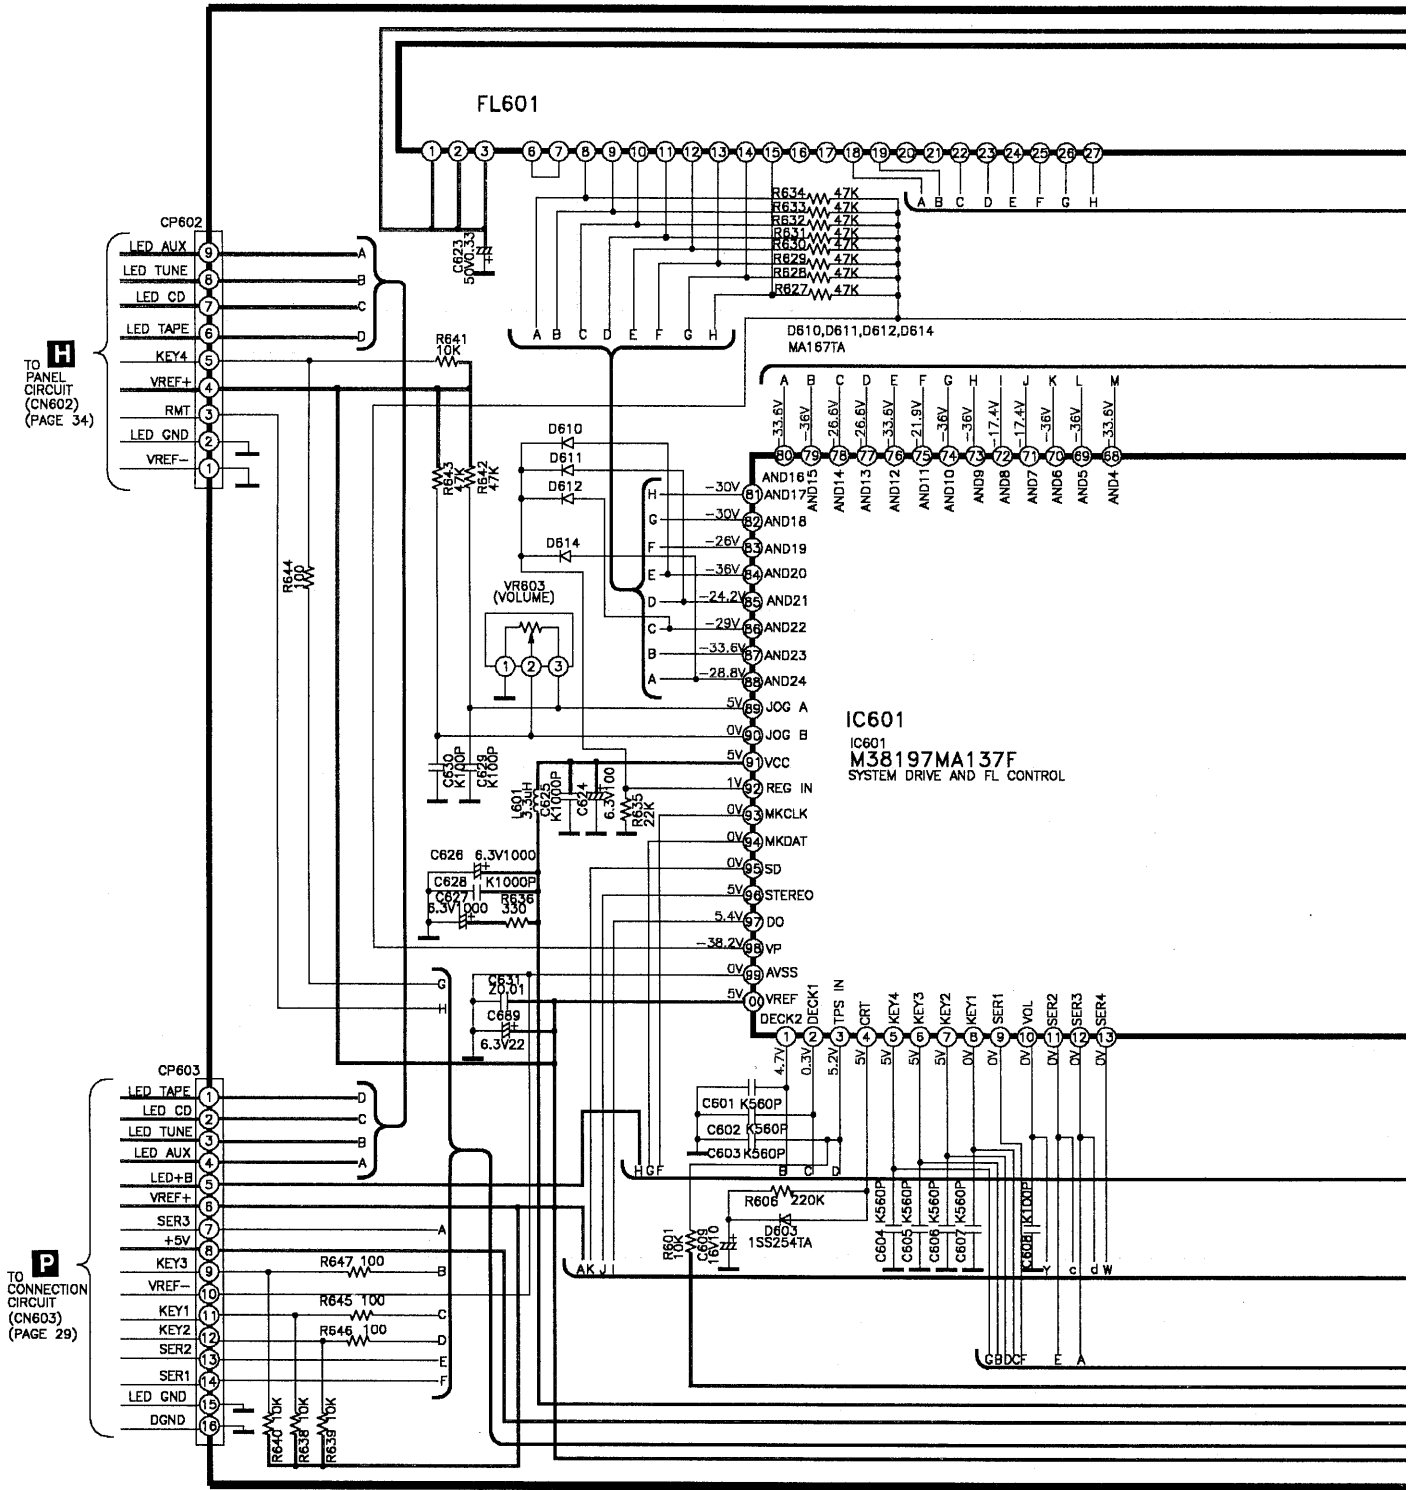 FL601
1 2 3 6 7 8 9 10 11 12 13 14 15 16 17 18 19 20 21 22 23 24 25 26 27
R634 47K
R633 47K
R632 47K
R631 47K
R630 47K
R629 47K
R628 47K
R627 47K
A B C D E F G H
C623
50V0.33
A B C D E F G H
D610,D611,D612,D614
MA167TA
CP602
LED AUX 9 A
LED TUNE 8 B
LED CD 7 C
LED TAPE 6 D
KEY4 5
VREF+ 4
RMT 3
LED GND 2
VREF- 1
TO H
PANEL
CIRCUIT
(CN602)
(PAGE 34)
R641
10K
R643
47K
R642
47K
R644
100
D610
D611
D612
D614
VR603
(VOLUME)
1 2 3
A B C D E F G H I J K L M
-33.6V -36V -26.6V -26.6V -33.6V -21.9V -36V -36V -17.4V -17.4V -36V -36V -33.6V
80 79 78 77 76 75 74 73 72 71 70 69 68
AND16 AND15 AND14 AND13 AND12 AND11 AND10 AND9 AND8 AND7 AND6 AND5 AND4
H -30V 81 AND17
G -30V 82 AND18
F -26V 83 AND19
E -36V 84 AND20
D -24.2V 85 AND21
C -29V 86 AND22
B -33.6V 87 AND23
A -28.8V 88 AND24
5V 89 JOG A
0V 90 JOG B
5V 91 VCC
1V 92 REG IN
0V 93 MKCLK
0V 94 MKDAT
0V 95 SD
5V 96 STEREO
5.4V 97 DO
-38.2V 98 VP
0V 99 AVSS
5V 100 VREF
IC601
IC601
M38197MA137F
SYSTEM DRIVE AND FL CONTROL
C630
K100P
C629
K100P
L601
3.3uH
C625
K1000P
C624
6.3V100
R635
22K
C626 6.3V1000
C628 K1000P
C627 R636
6.3V1000 330
G
H
C631
Z0.01
C689
6.3V22
DECK2 DECK1 TPS IN CRT KEY4 KEY3 KEY2 KEY1 SER1 VOL SER2 SER3 SER4
1 2 3 4 5 6 7 8 9 10 11 12 13
4.7V 0.3V 5.2V 5V 5V 5V 5V 0V 0V 0V 0V 0V 0V
C601 K560P
C602 K560P
C603 K560P
H G F
B C D
R606 220K
D603
1SS254TA
R601
10K
C609
16V10
C604 K560P
C605 K560P
C606 K560P
C607 K560P
C608 K100P
Y c d W
A K J I
G B D C F E A
CP603
LED TAPE 1 D
LED CD 2 C
LED TUNE 3 B
LED AUX 4 A
LED+B 5
VREF+ 6
SER3 7 A
+5V 8
KEY3 9 R647 100 B
VREF- 10
KEY1 11 R645 100 C
KEY2 12 R646 100 D
SER2 13 E
SER1 14 F
LED GND 15
DGND 16
TO P
CONNECTION
CIRCUIT
(CN603)
(PAGE 29)
R640 10K
R638 10K
R639 10K